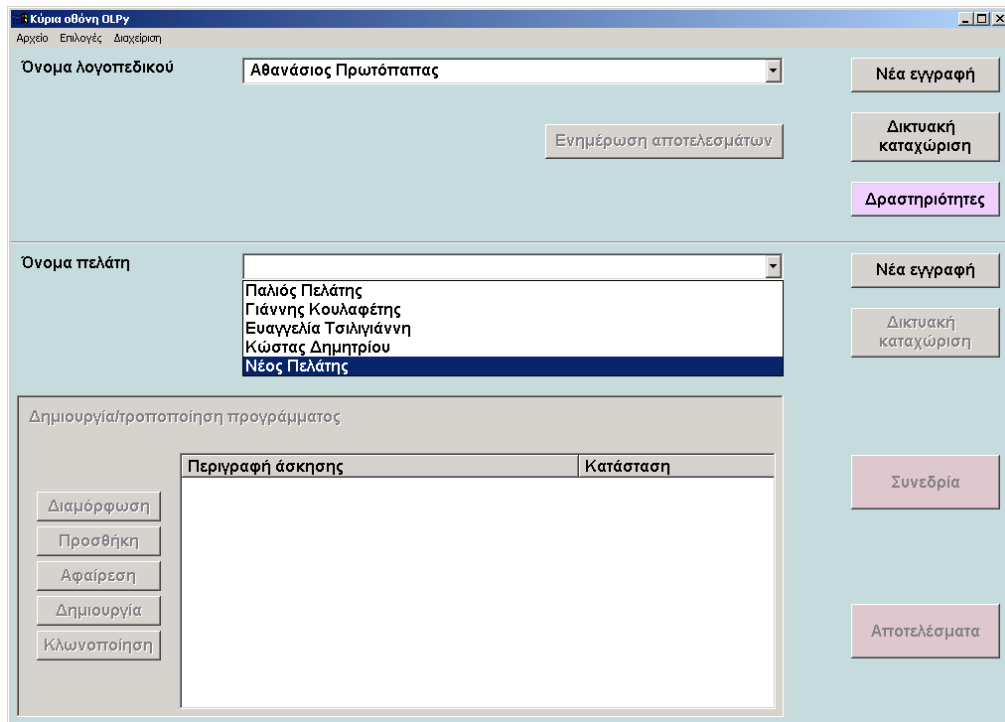 Κύρια οθόνη OLPy
Αρχείο Επιλογές Διαχείριση
Όνομα λογοπεδικού
Αθανάσιος Πρωτόπαπας
Νέα εγγραφή
Ενημέρωση αποτελεσμάτων
Δικτυακή
καταχώριση
Δραστηριότητες
Όνομα πελάτη
Νέα εγγραφή
Παλιός Πελάτης
Γιάννης Κουλαφέτης
Ευαγγελία Τσιλιγιάννη
Κώστας Δημητρίου
Νέος Πελάτης
Δικτυακή
καταχώριση
Δημιουργία/τροποποίηση προγράμματος
Περιγραφή άσκησης
Κατάσταση
Συνεδρία
Διαμόρφωση
Προσθήκη
Αφαίρεση
Δημιουργία
Κλωνοποίηση
Αποτελέσματα